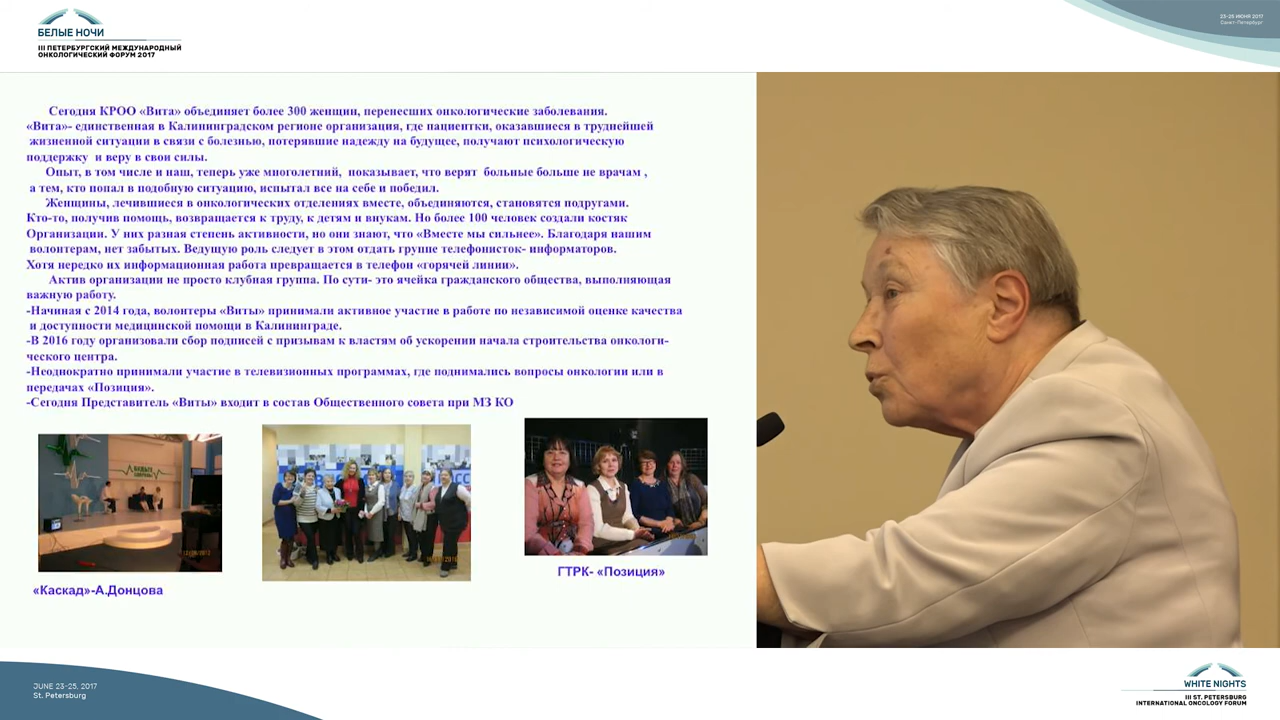 БЕЛЫЕ НОЧИ
III ПЕТЕРБУРГСКИЙ МЕЖДУНАРОДНЫЙ
ОНКОЛОГИЧЕСКИЙ ФОРУМ 2017
23-25 ИЮНЯ 2017
Санкт-Петербург
Сегодня КРОО «Вита» объединяет более 300 женщин, перенесших онкологические заболевания.
«Вита»- единственная в Калининградском регионе организация, где пациентки, оказавшиеся в труднейшей
жизненной ситуации в связи с болезнью, потерявшие надежду на будущее, получают психологическую
поддержку и веру в свои силы.
Опыт, в том числе и наш, теперь уже многолетний, показывает, что верят больные больше не врачам ,
а тем, кто попал в подобную ситуацию, испытал все на себе и победил.
Женщины, лечившиеся в онкологических отделениях вместе, объединяются, становятся подругами.
Кто-то, получив помощь, возвращается к труду, к детям и внукам. Но более 100 человек создали костяк
Организации. У них разная степень активности, но они знают, что «Вместе мы сильнее». Благодаря нашим
волонтерам, нет забытых. Ведущую роль следует в этом отдать группе телефонисток- информаторов.
Хотя нередко их информационная работа превращается в телефон «горячей линии».
Актив организации не просто клубная группа. По сути- это ячейка гражданского общества, выполняющая
важную работу.
-Начиная с 2014 года, волонтеры «Виты» принимали активное участие в работе по независимой оценке качества
и доступности медицинской помощи в Калининграде.
-В 2016 году организовали сбор подписей с призывам к властям об ускорении начала строительства онкологи-
ческого центра.
-Неоднократно принимали участие в телевизионных программах, где поднимались вопросы онкологии или в
передачах «Позиция».
-Сегодня Представитель «Виты» входит в состав Общественного совета при МЗ КО
«Каскад»-А.Донцова
ГТРК- «Позиция»
JUNE 23-25, 2017
St. Petersburg
WHITE NIGHTS
III ST. PETERSBURG
INTERNATIONAL ONCOLOGY FORUM